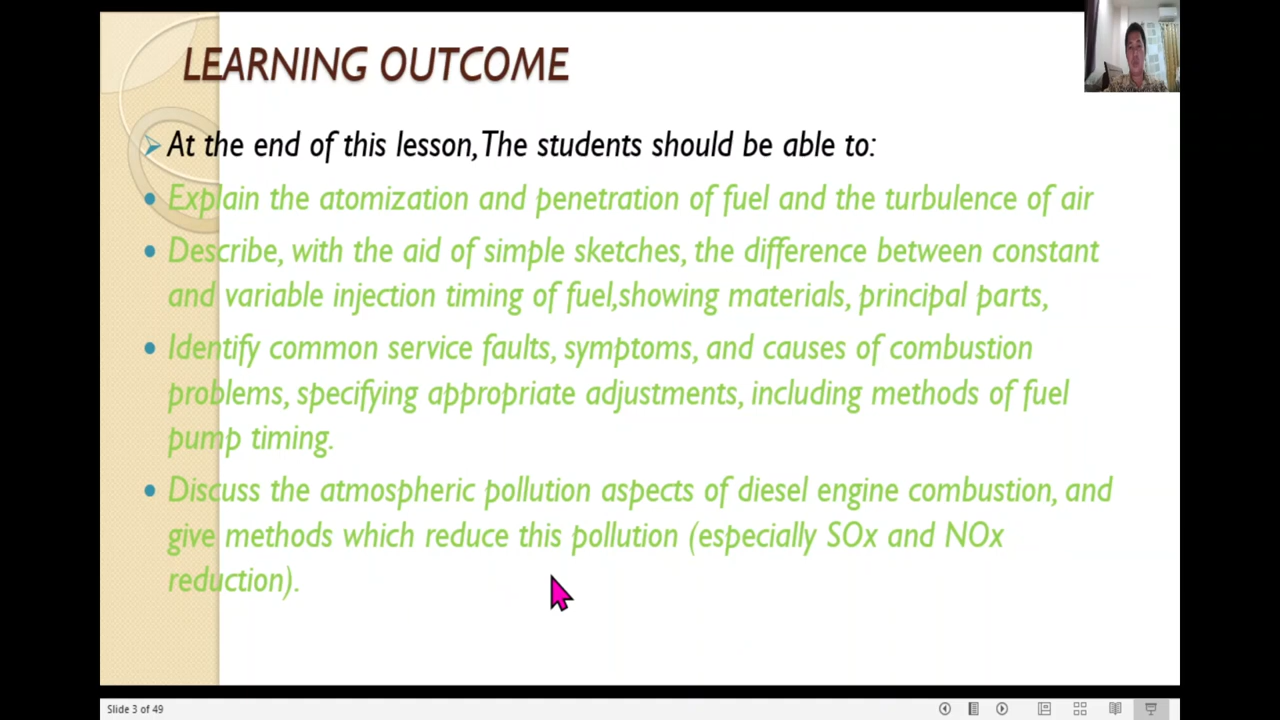 LEARNING OUTCOME
At the end of this lesson,The students should be able to:
Explain the atomization and penetration of fuel and the turbulence of air
Describe, with the aid of simple sketches, the difference between constant
and variable injection timing of fuel,showing materials, principal parts,
Identify common service faults, symptoms, and causes of combustion
problems, specifying appropriate adjustments, including methods of fuel
pump timing.
Discuss the atmospheric pollution aspects of diesel engine combustion, and
give methods which reduce this pollution (especially SOx and NOx
reduction).
Slide 3 of 49